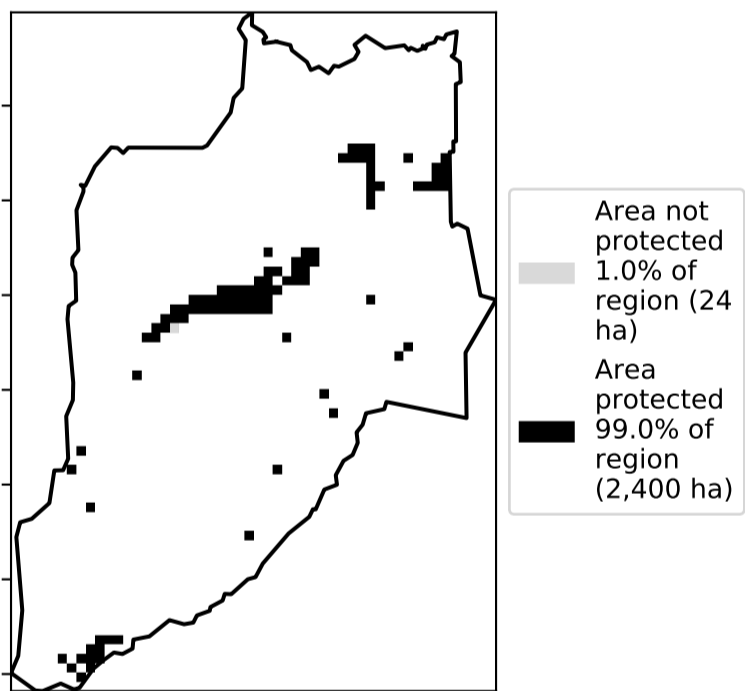 Area not
protected
1.0% of
region (24
ha)
Area
protected
99.0% of
region
(2,400 ha)